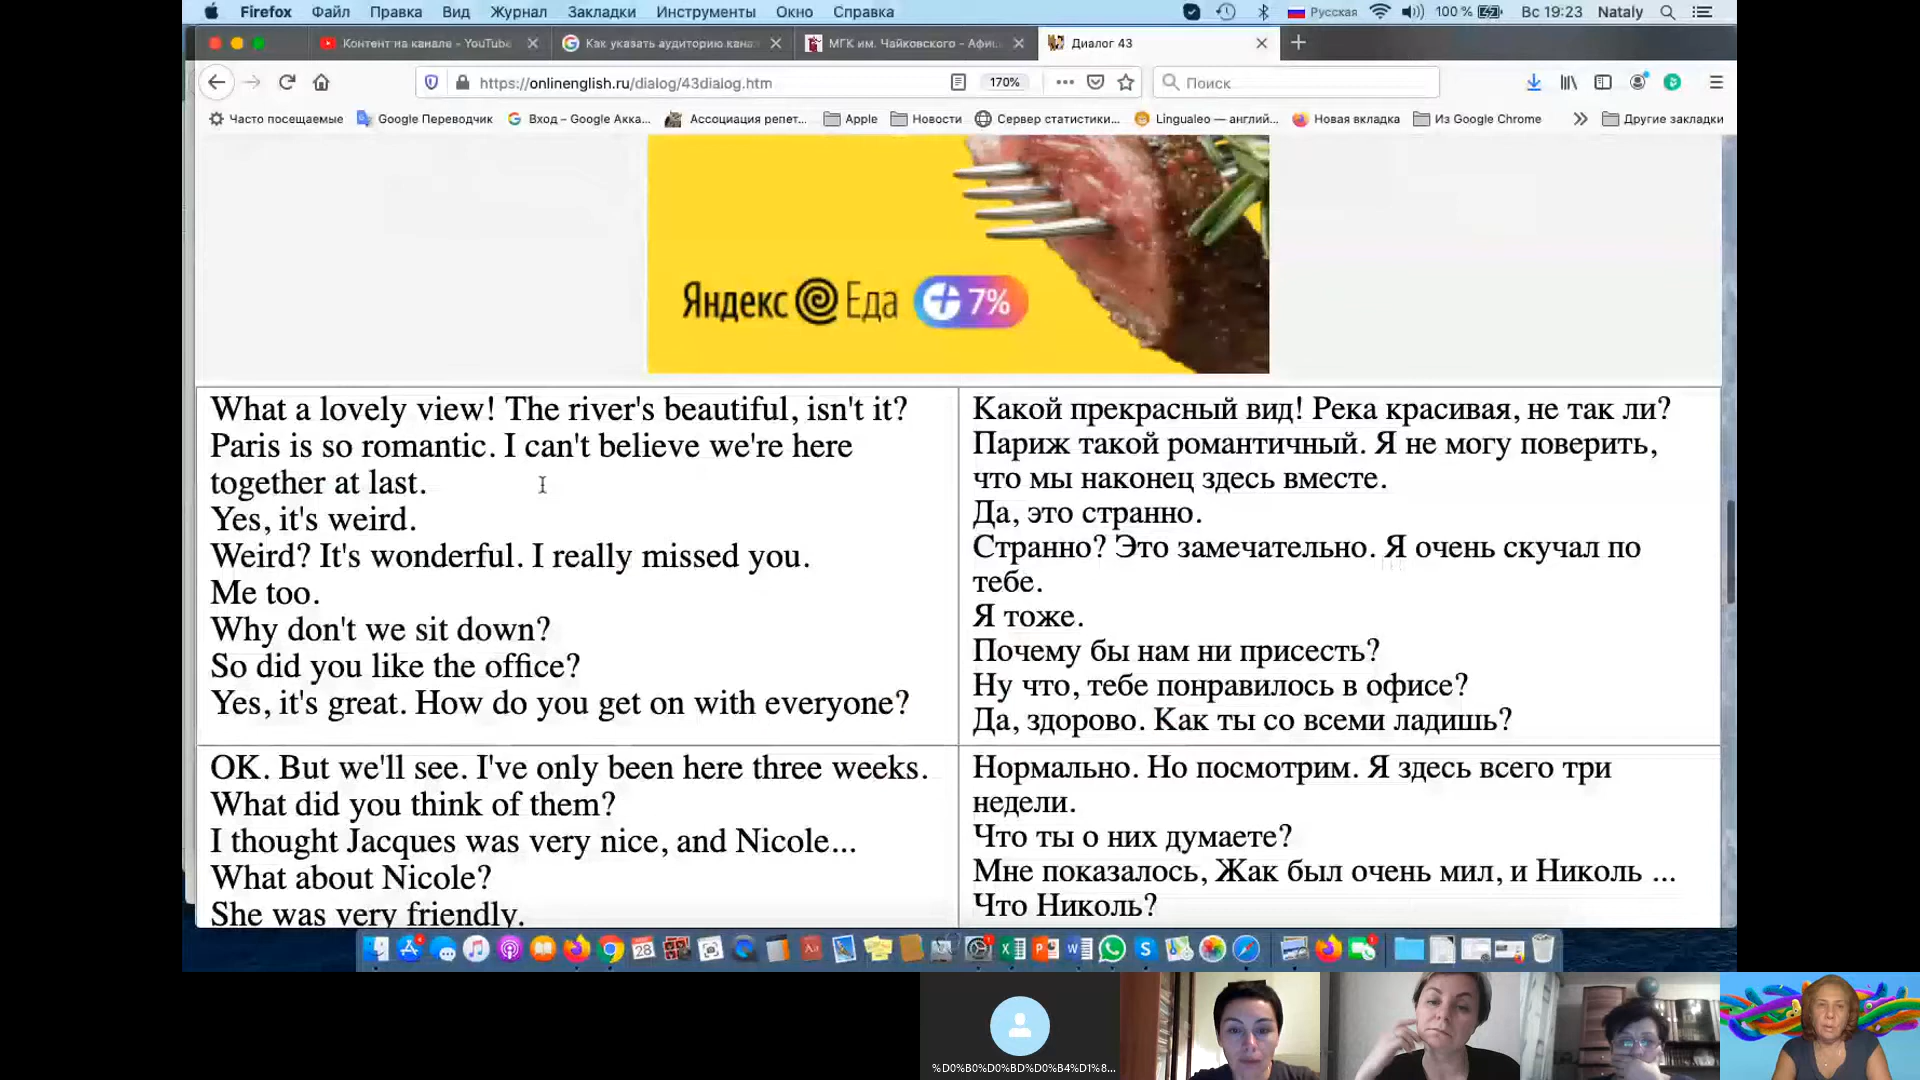 Firefox Файл Правка Вид Журнал Закладки Инструменты Окно Справка Русская 100 % Вс 19:23 Nataly
Контент на канале - YouTube
Как указать аудиторию кана
МГК им. Чайковского - Афиш
Диалог 43
https://onlinenglish.ru/dialog/43dialog.htm 170% Поиск
Часто посещаемые Google Переводчик Вход – Google Акка... Ассоциация репет... Apple Новости Сервер статистики... Lingualeo — англий... Новая вкладка Из Google Chrome Другие закладки
Яндекс Еда 7%
What a lovely view! The river's beautiful, isn't it?
Paris is so romantic. I can't believe we're here
together at last.
Yes, it's weird.
Weird? It's wonderful. I really missed you.
Me too.
Why don't we sit down?
So did you like the office?
Yes, it's great. How do you get on with everyone?
Какой прекрасный вид! Река красивая, не так ли?
Париж такой романтичный. Я не могу поверить,
что мы наконец здесь вместе.
Да, это странно.
Странно? Это замечательно. Я очень скучал по
тебе.
Я тоже.
Почему бы нам ни присесть?
Ну что, тебе понравилось в офисе?
Да, здорово. Как ты со всеми ладишь?
OK. But we'll see. I've only been here three weeks.
What did you think of them?
I thought Jacques was very nice, and Nicole...
What about Nicole?
She was very friendly.
Нормально. Но посмотрим. Я здесь всего три
недели.
Что ты о них думаете?
Мне показалось, Жак был очень мил, и Николь ...
Что Николь?
28
%D0%B0%D0%BD%D0%B4%D1%8...